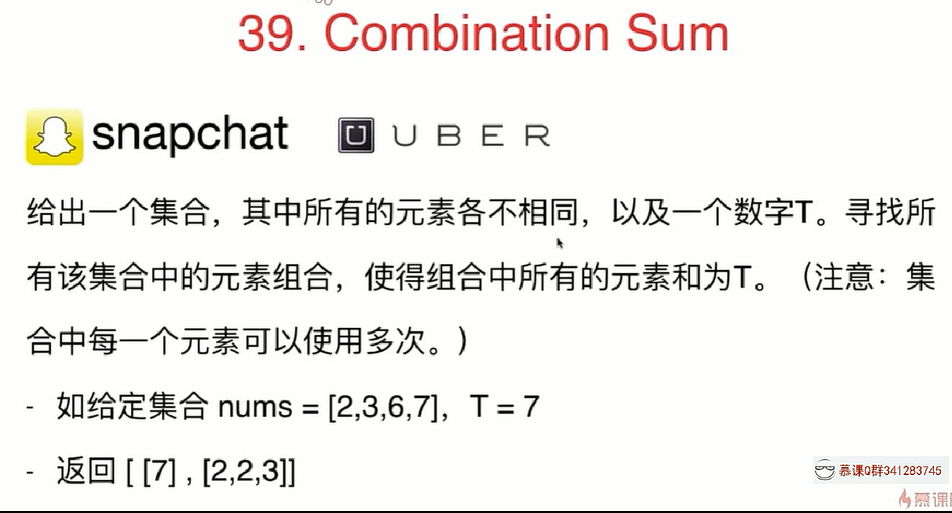 39. Combination Sum
snapchat UBER
给出一个集合，其中所有的元素各不相同，以及一个数字T。寻找所
有该集合中的元素组合，使得组合中所有的元素和为T。（注意：集
合中每一个元素可以使用多次。）
- 如给定集合 nums = [2,3,6,7]，T = 7
- 返回 [ [7] , [2,2,3]]
慕课Q群341283745
慕课